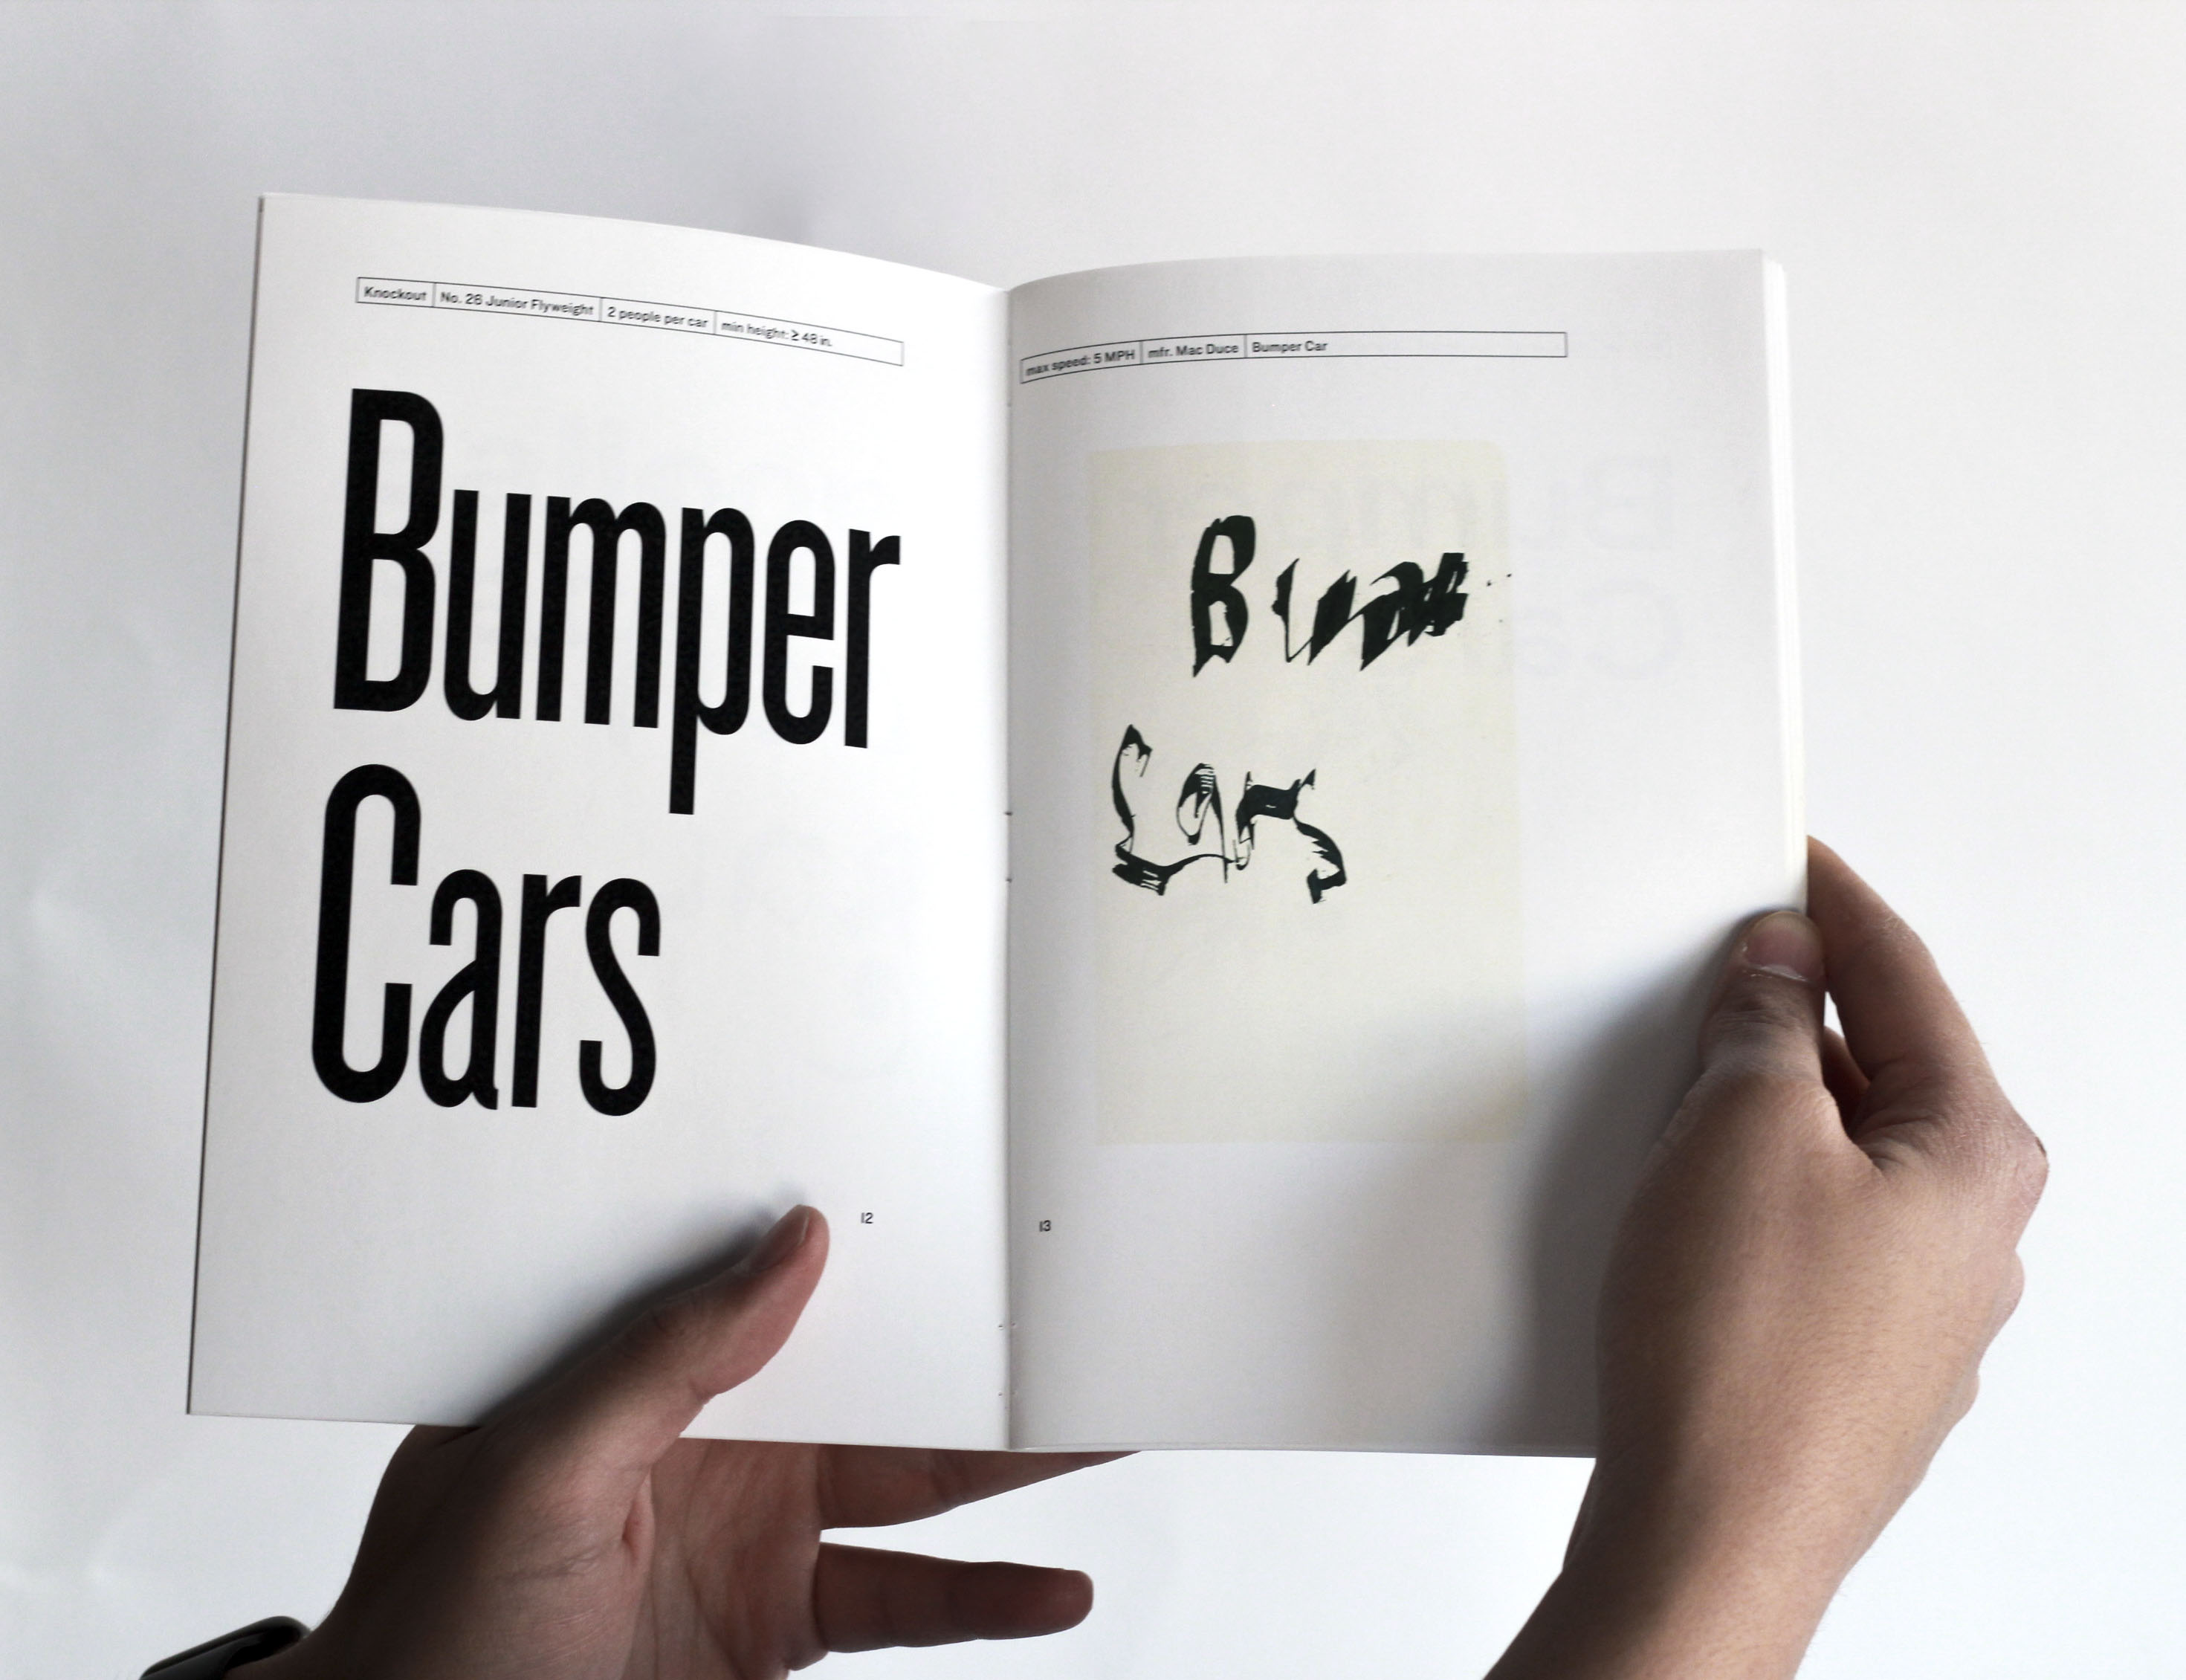 Knockout No. 26 Junior Flyweight 2 people per car min height: ≥ 48 in.
Bumper
Cars
12
max speed: 5 MPH mfr. Mac Duce Bumper Car
Cars
13